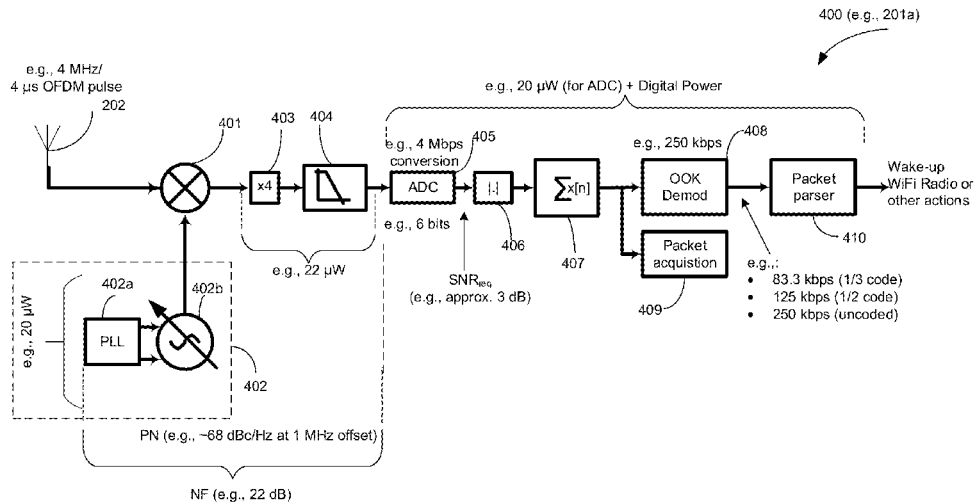 400 (e.g., 201a)
e.g., 4 MHz/
4 µs OFDM pulse
202
401
403
404
e.g., 20 µW (for ADC) + Digital Power
e.g., 4 Mbps
conversion
405
e.g., 250 kbps
408
x4
ADC
|.|
∑x[n]
OOK
Demod
Packet
parser
Wake-up
WiFi Radio or
other actions
e.g., 6 bits
406
407
410
e.g., 22 µW
SNRreq
(e.g., approx. 3 dB)
Packet
acquistion
409
e.g.,:
• 83.3 kbps (1/3 code)
• 125 kbps (1/2 code)
• 250 kbps (uncoded)
e.g., 20 µW
402a
402b
PLL
402
PN (e.g., ~68 dBc/Hz at 1 MHz offset)
NF (e.g., 22 dB)